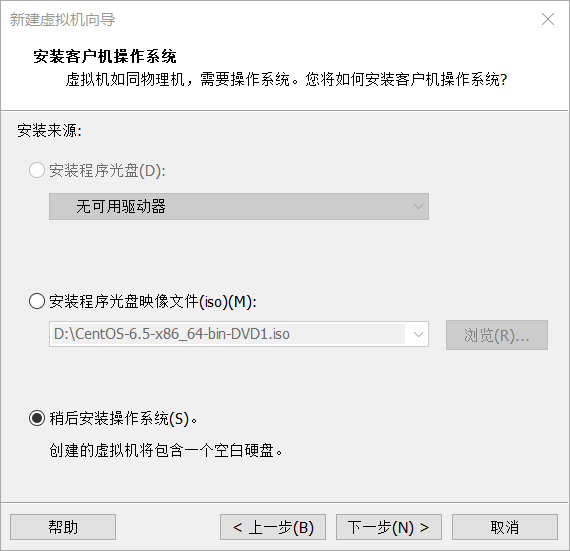 新建虚拟机向导
安装客户机操作系统
虚拟机如同物理机，需要操作系统。您将如何安装客户机操作系统?
安装来源:
安装程序光盘(D):
无可用驱动器
安装程序光盘映像文件(iso)(M):
D:\CentOS-6.5-x86_64-bin-DVD1.iso
浏览(R)...
稍后安装操作系统(S)。
创建的虚拟机将包含一个空白硬盘。
帮助
< 上一步(B)
下一步(N) >
取消